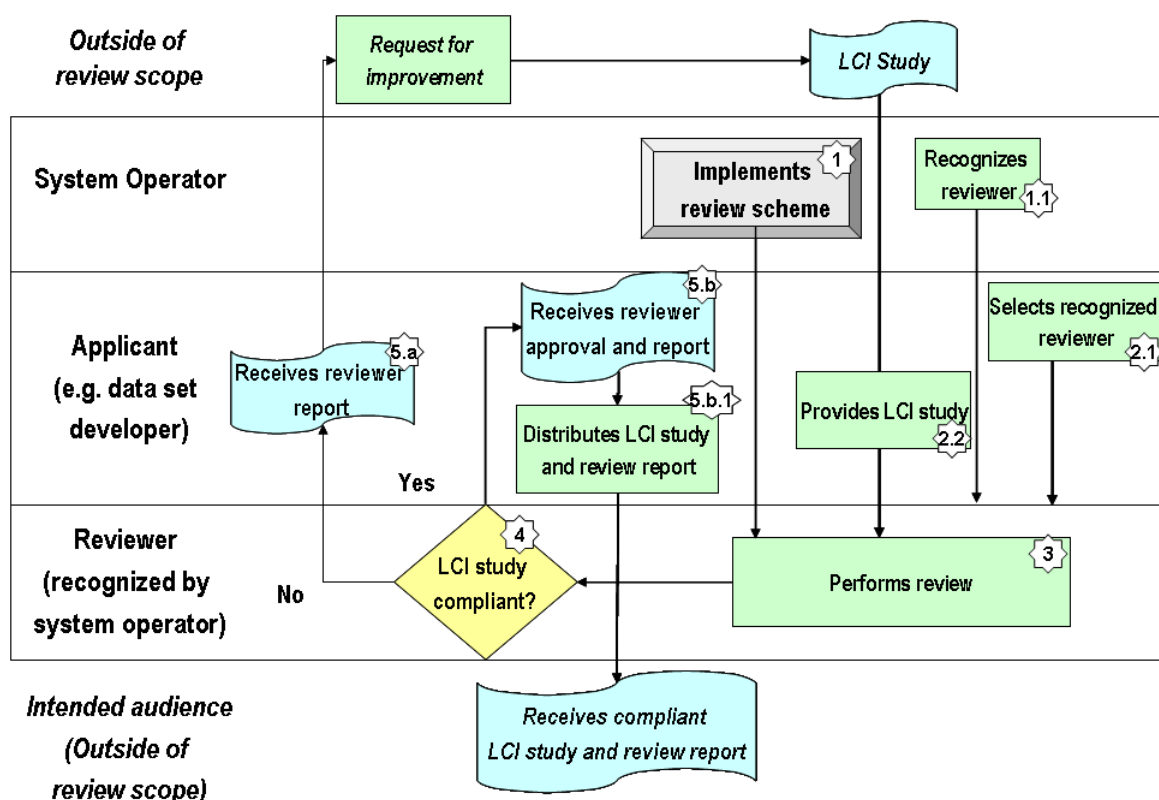 Outside of
review scope
Request for
improvement
LCI Study
System Operator
1
Implements
review scheme
Recognizes
reviewer
1.1
Applicant
(e.g. data set
developer)
5.a
Receives reviewer
report
5.b
Receives reviewer
approval and report
5.b.1
Distributes LCI study
and review report
Provides LCI study
2.2
Selects recognized
reviewer
2.1
Yes
Reviewer
(recognized by
system operator)
No
4
LCI study
compliant?
3
Performs review
Intended audience
(Outside of
review scope)
Receives compliant
LCI study and review report